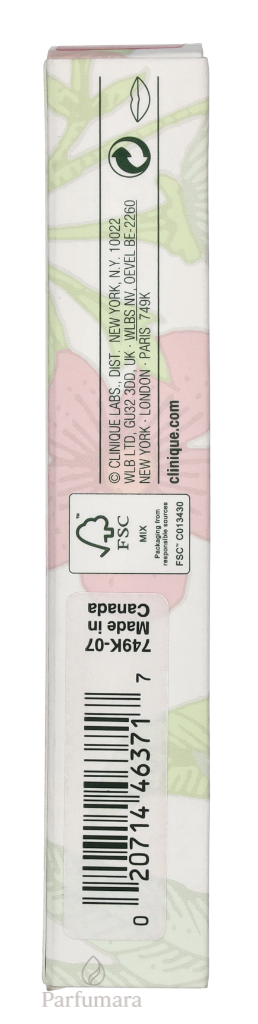 © CLINIQUE LABS., DIST. NEW YORK, N.Y. 10022
WLB LTD, GU32 3DD, UK · WLBS NV, OEVEL BE-2260
NEW YORK · LONDON · PARIS 749K
clinique.com
FSC™
MIX
Packaging from
responsible sources
FSC™ C013430
749K-07
Made in
Canada
0 20714 46371 7
Parfumara